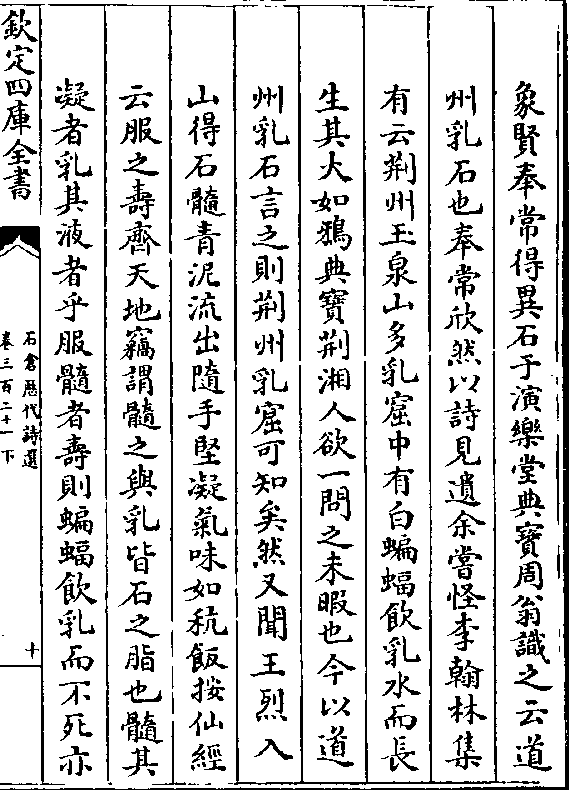 象賢奉常得異石于演樂堂典寶周翁識之云道
州乳石也奉常欣然以詩見遺余嘗怪李翰林集
有云荆州玉泉山多乳窟中有白蝙蝠飲乳水而長
生其大如鴉典寶荆湘人欲一問之未暇也今以道
州乳石言之則荆州乳窟可知矣然又聞王烈入
山得石髓青泥流出隨手堅凝氣味如秔飯按仙經
云服之壽齊天地竊謂髓之與乳皆石之脂也髓其
凝者乳其液者乎服髓者壽則蝙蝠飲乳而不死亦
欽定四庫全書
石倉歷代詩選
卷三百二十一下
十